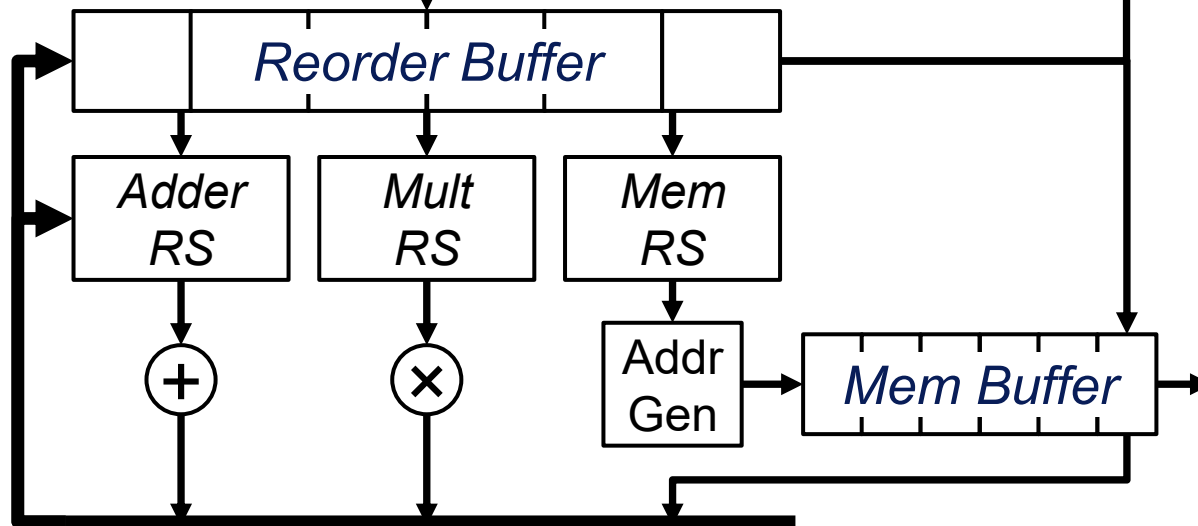 Reorder Buffer
Adder
RS
Mult
RS
Mem
RS
+
×
Addr
Gen
Mem Buffer